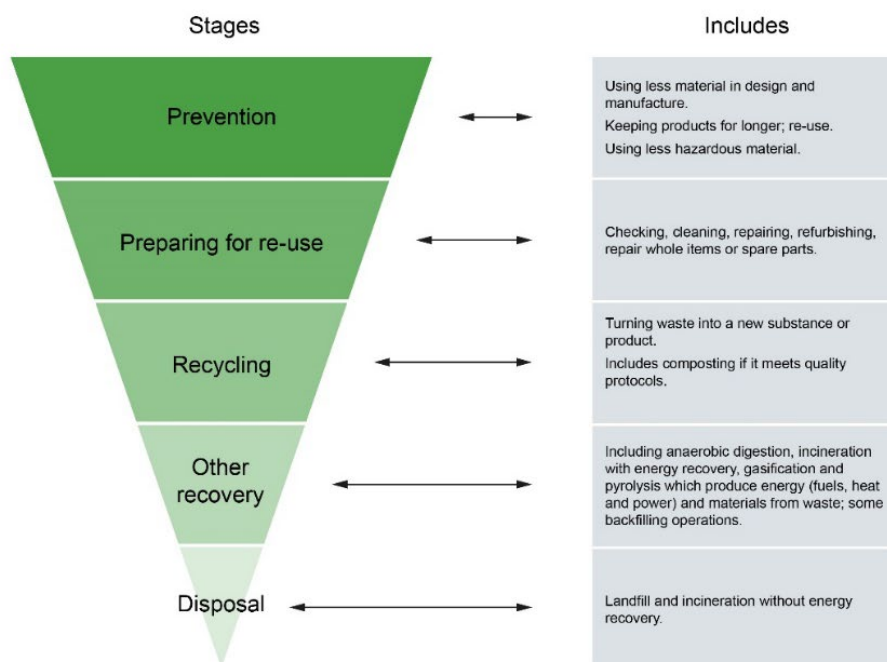 Stages
Includes
Prevention
Using less material in design and
manufacture.
Keeping products for longer; re-use.
Using less hazardous material.
Preparing for re-use
Checking, cleaning, repairing, refurbishing,
repair whole items or spare parts.
Recycling
Turning waste into a new substance or
product.
Includes composting if it meets quality
protocols.
Other
recovery
Including anaerobic digestion, incineration
with energy recovery, gasification and
pyrolysis which produce energy (fuels, heat
and power) and materials from waste; some
backfilling operations.
Disposal
Landfill and incineration without energy
recovery.